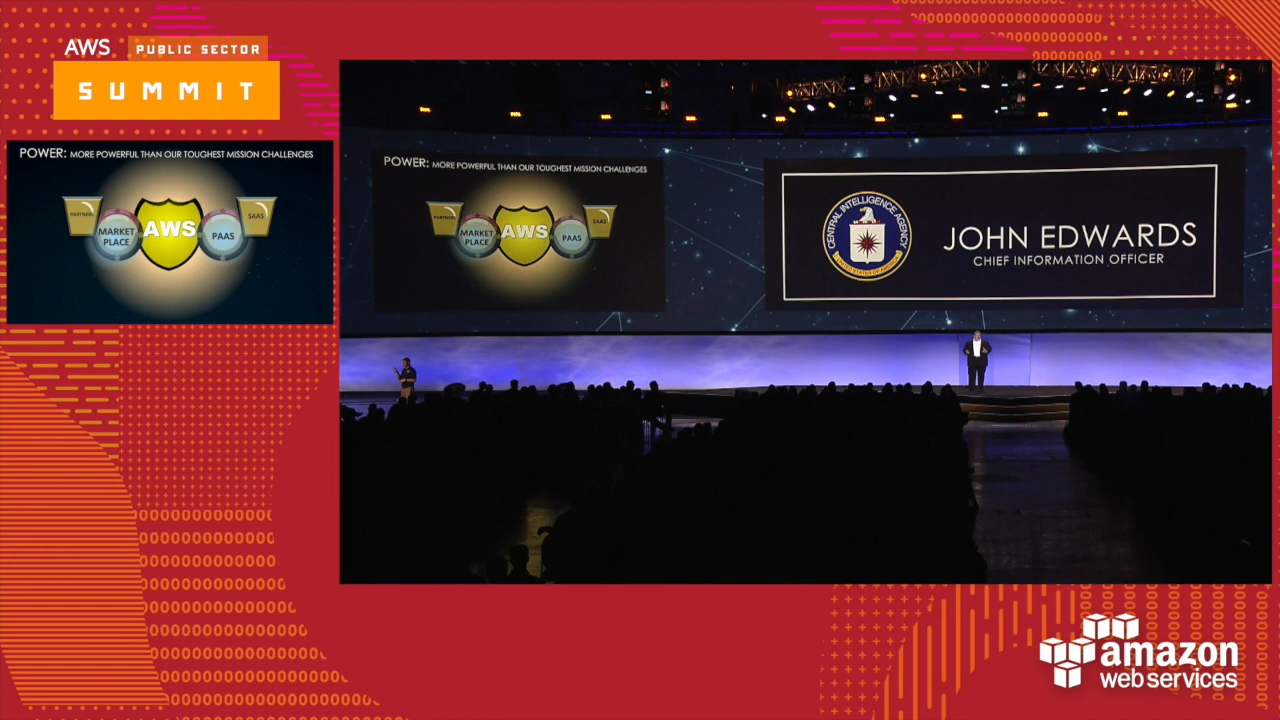 AWS PUBLIC SECTOR
SUMMIT
POWER: MORE POWERFUL THAN OUR TOUGHEST MISSION CHALLENGES
PARTNERS
MARKET
PLACE
AWS
PAAS
SAAS
POWER: MORE POWERFUL THAN OUR TOUGHEST MISSION CHALLENGES
PARTNERS
MARKET
PLACE
AWS
PAAS
SAAS
CENTRAL INTELLIGENCE AGENCY
UNITED STATES OF AMERICA
JOHN EDWARDS
CHIEF INFORMATION OFFICER
amazon
web services